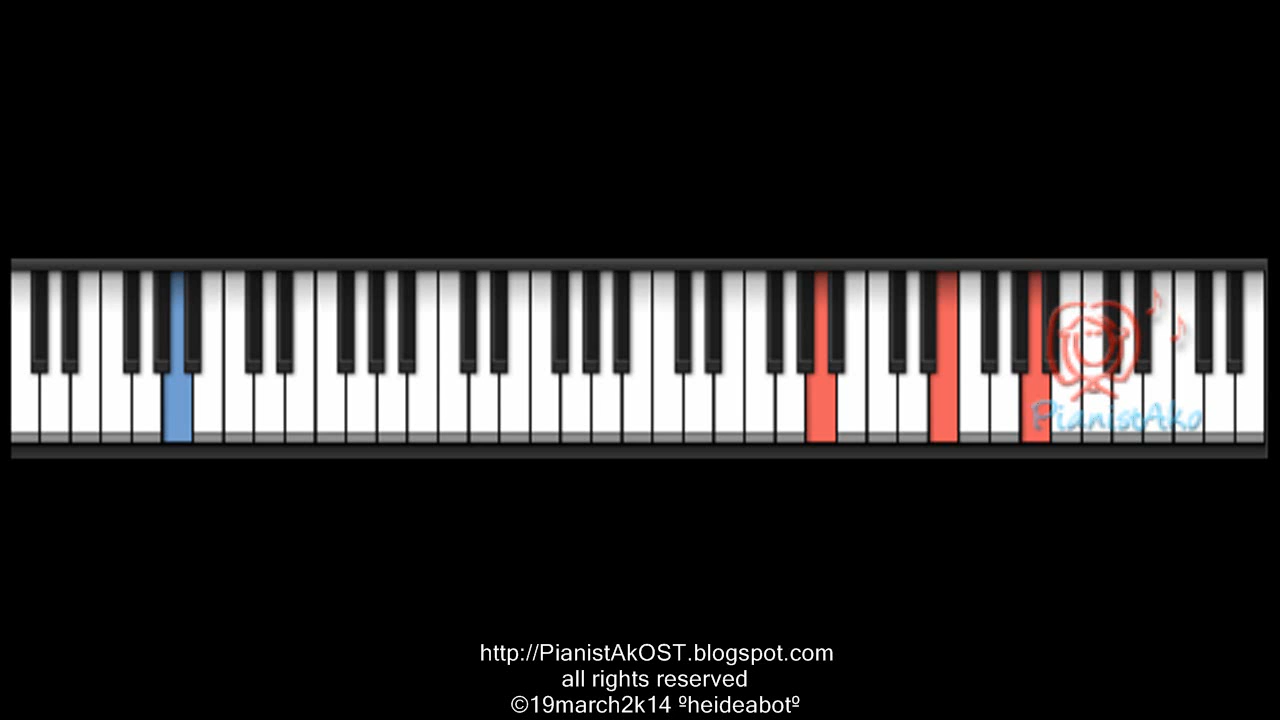 PianistAko
http://PianistAkOST.blogspot.com
all rights reserved
©19march2k14 ºheideabotº